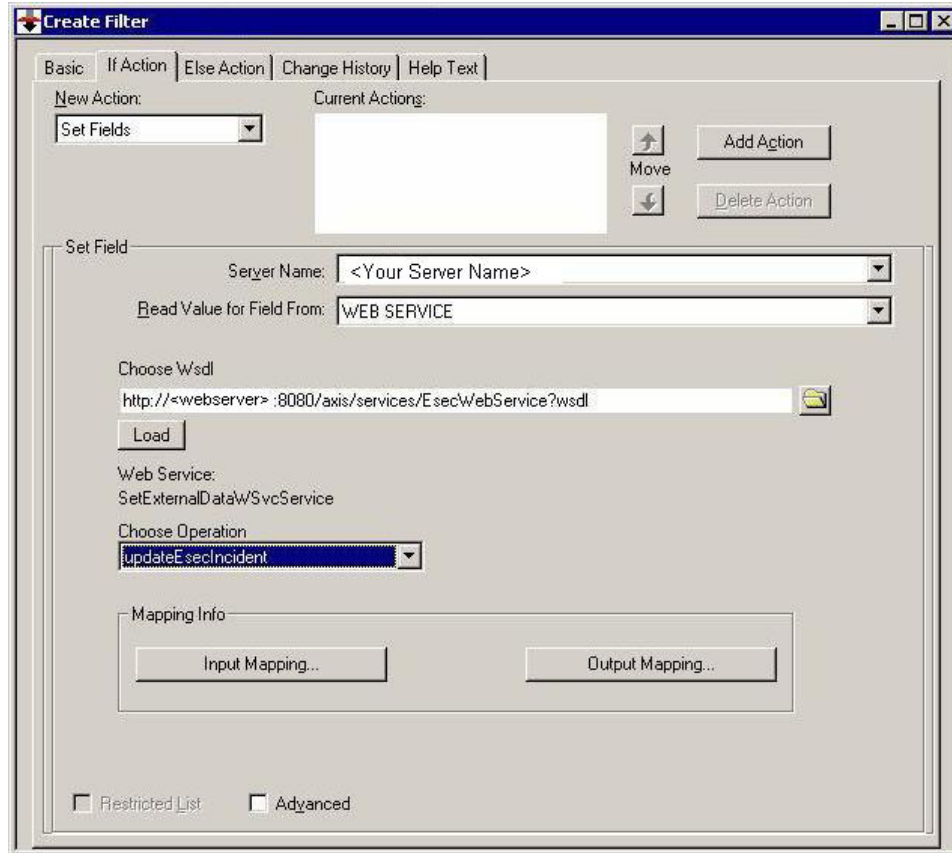 Create Filter
Basic If Action Else Action Change History Help Text
New Action: Current Actions:
Set Fields
Add Action
Move
Delete Action
Set Field
Server Name: <Your Server Name>
Read Value for Field From: WEB SERVICE
Choose Wsdl
http://<webserver> :8080/axis/services/EsecWebService?wsdl
Load
Web Service:
SetExternalDataWSvcService
Choose Operation
updateEsecIncident
Mapping Info
Input Mapping... Output Mapping...
Restricted List Advanced